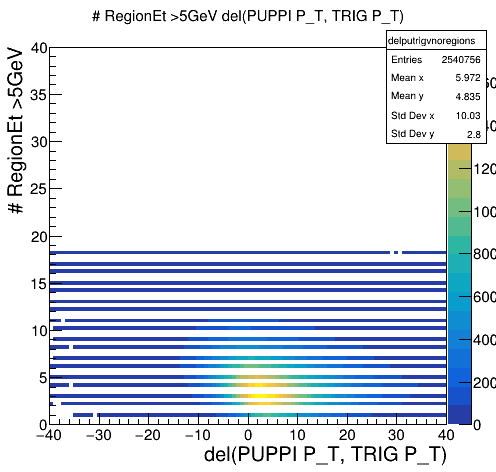 # RegionEt >5GeV del(PUPPI P_T, TRIG P_T)
delputrigvnoregions
Entries 2540756
Mean x 5.972
Mean y 4.835
Std Dev x 10.03
Std Dev y 2.8
# RegionEt >5GeV
40
35
30
25
20
15
10
5
0
−40 −30 −20 −10 0 10 20 30 40
del(PUPPI P_T, TRIG P_T)
120
800
600
400
200
0